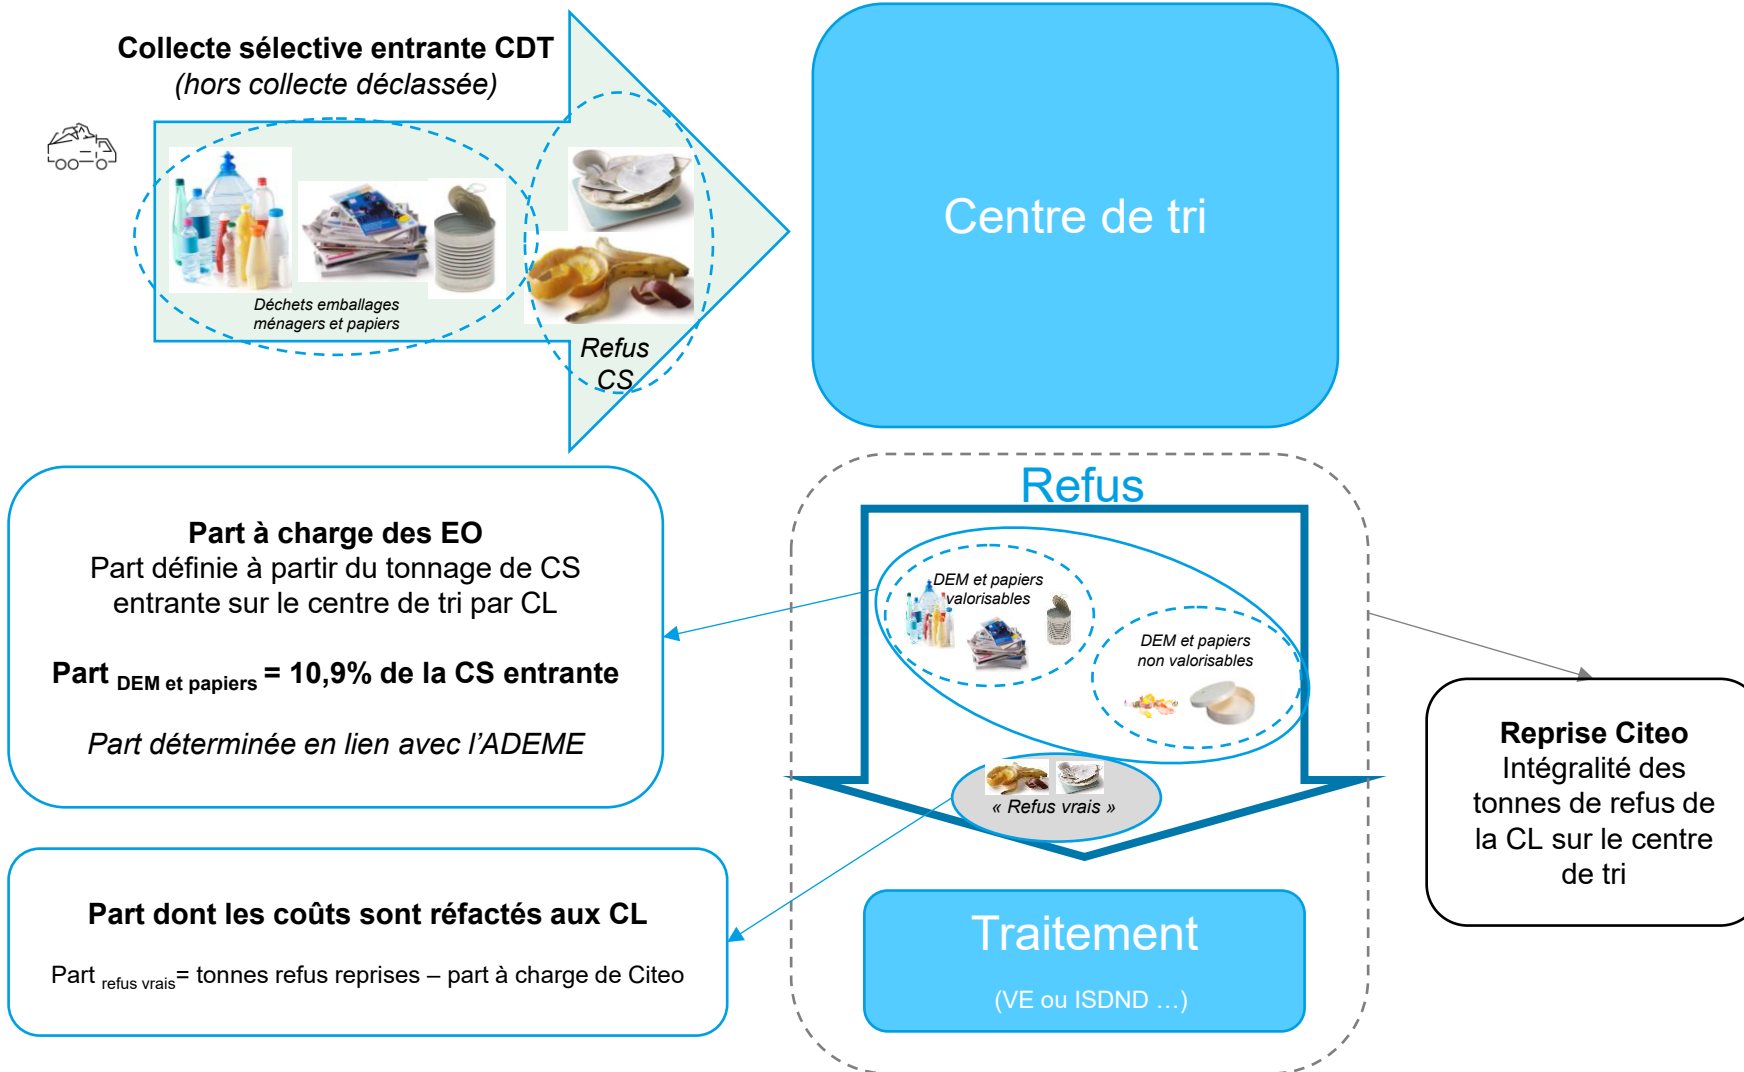 Collecte sélective entrante CDT
(hors collecte déclassée)
Déchets emballages
ménagers et papiers
Refus
CS
Centre de tri
Part à charge des EO
Part définie à partir du tonnage de CS
entrante sur le centre de tri par CL
Part DEM et papiers = 10,9% de la CS entrante
Part déterminée en lien avec l’ADEME
Part dont les coûts sont réfactés aux CL
Part refus vrais= tonnes refus reprises – part à charge de Citeo
Refus
DEM et papiers
valorisables
DEM et papiers
non valorisables
« Refus vrais »
Traitement
(VE ou ISDND …)
Reprise Citeo
Intégralité des
tonnes de refus de
la CL sur le centre
de tri